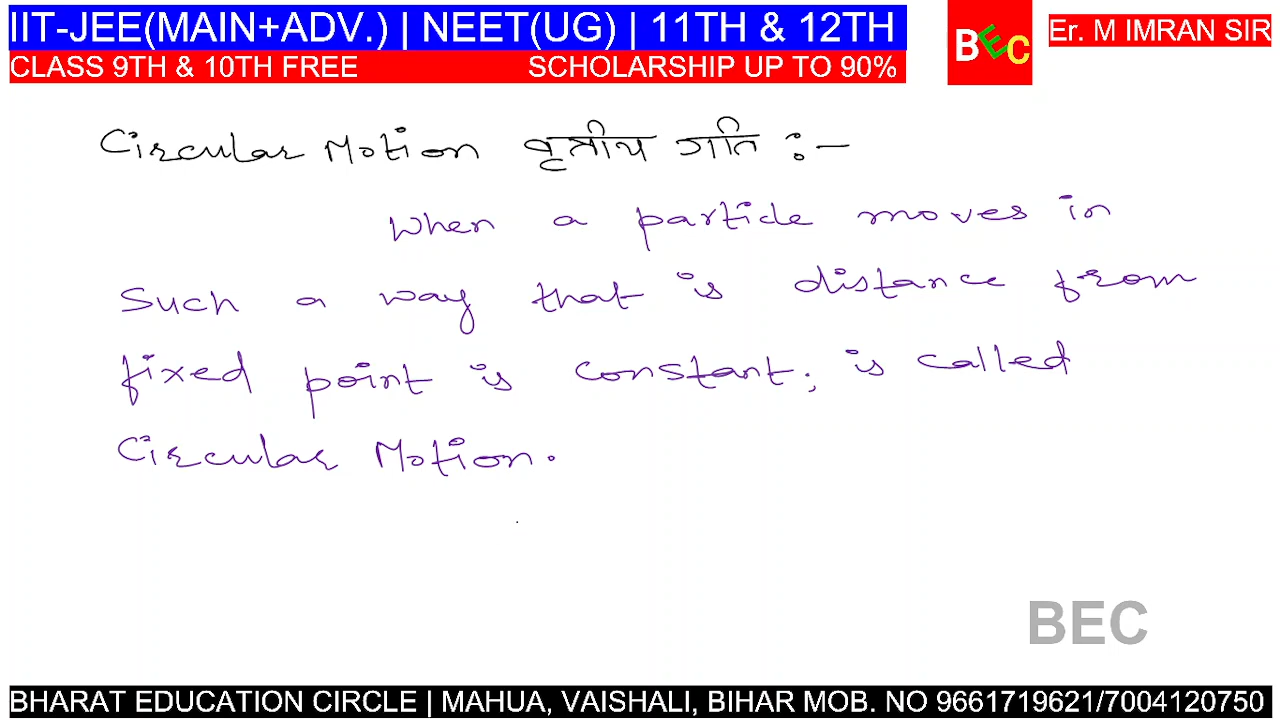 IIT-JEE(MAIN+ADV.) | NEET(UG) | 11TH & 12TH
CLASS 9TH & 10TH FREE SCHOLARSHIP UP TO 90%
BEC
Er. M IMRAN SIR
Circular Motion वृत्तीय गति :-
When a particle moves in
Such a way that is distance from
fixed point is constant, is called
Circular Motion.
BEC
BHARAT EDUCATION CIRCLE | MAHUA, VAISHALI, BIHAR MOB. NO 9661719621/7004120750